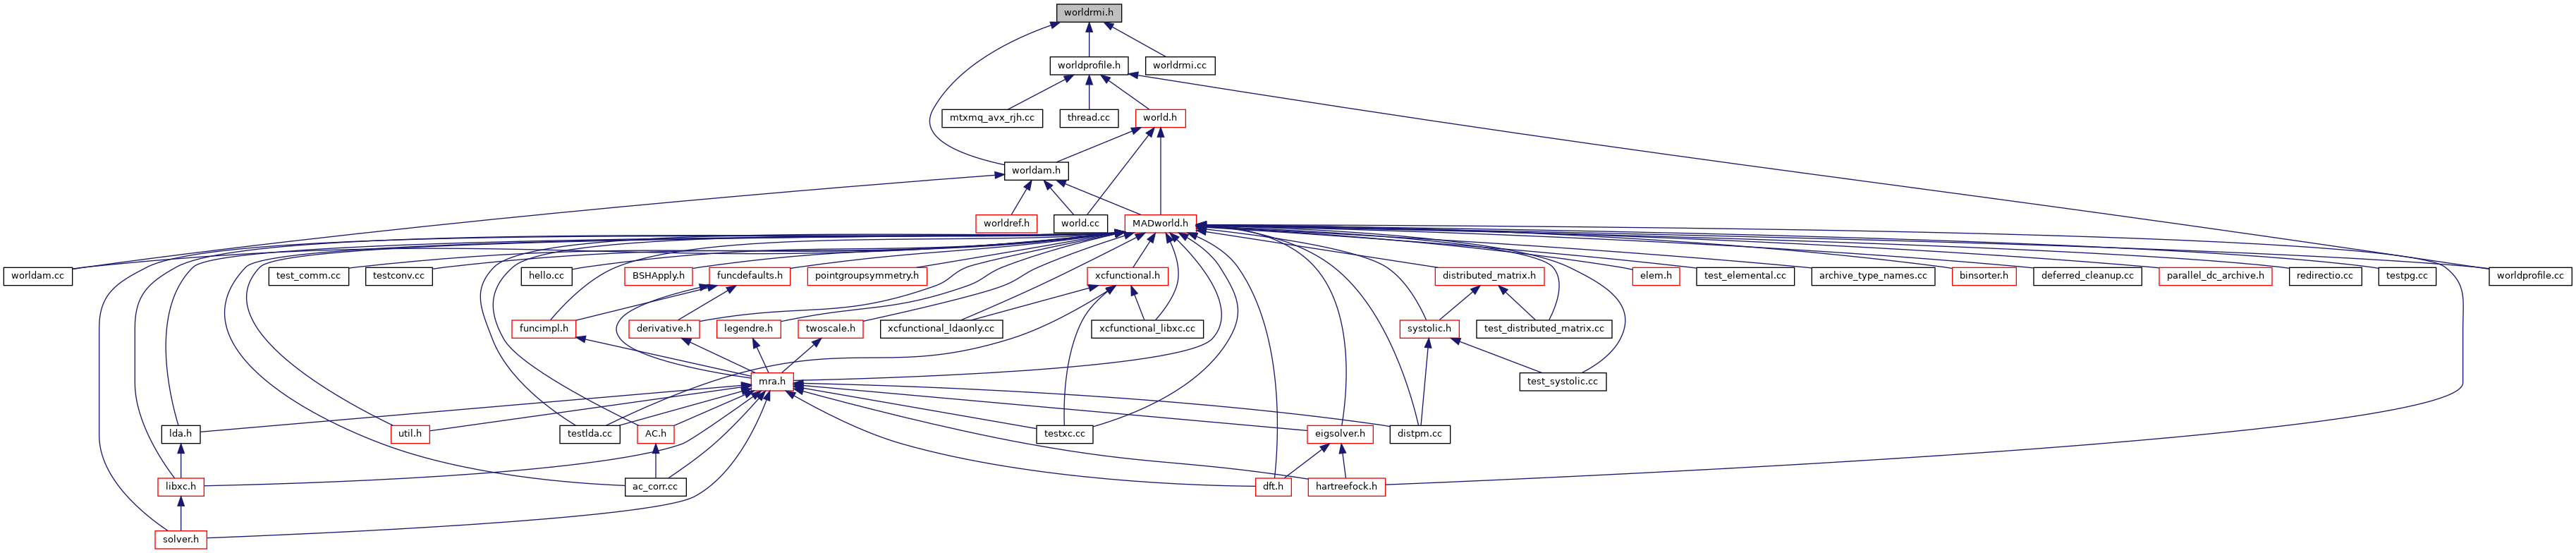 worldrmi.h
worldprofile.h
worldrmi.cc
mtxmq_avx_rjh.cc
thread.cc
world.h
worldam.h
worldref.h
world.cc
MADworld.h
worldam.cc
test_comm.cc
testconv.cc
hello.cc
BSHApply.h
funcdefaults.h
pointgroupsymmetry.h
xcfunctional.h
distributed_matrix.h
elem.h
test_elemental.cc
archive_type_names.cc
binsorter.h
deferred_cleanup.cc
parallel_dc_archive.h
redirectio.cc
testpg.cc
worldprofile.cc
funcimpl.h
derivative.h
legendre.h
twoscale.h
xcfunctional_ldaonly.cc
xcfunctional_libxc.cc
systolic.h
test_distributed_matrix.cc
mra.h
test_systolic.cc
lda.h
util.h
testlda.cc
AC.h
testxc.cc
eigsolver.h
distpm.cc
libxc.h
ac_corr.cc
dft.h
hartreefock.h
solver.h